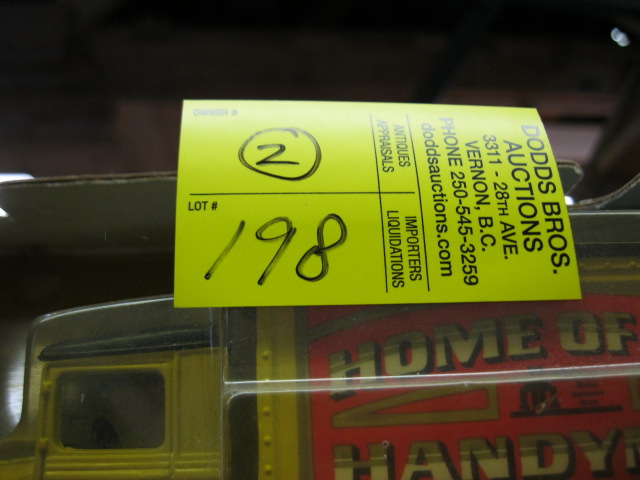 OWNER #
2
LOT #
198
ANTIQUES
APPRAISALS
IMPORTERS
LIQUIDATIONS
DODDS BROS.
AUCTIONS
3311 - 28TH AVE.
VERNON, B.C.
PHONE 250-545-3259
doddsauctions.com
HOME OF
HANDYM